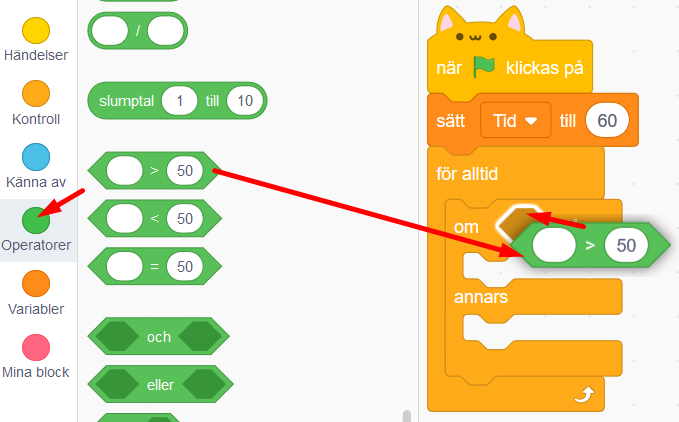 Händelser
Kontroll
Känna av
Operatorer
Variabler
Mina block
/
slumptal 1 till 10
> 50
< 50
= 50
och
eller
när klickas på
sätt Tid till 60
för alltid
om
> 50
annars